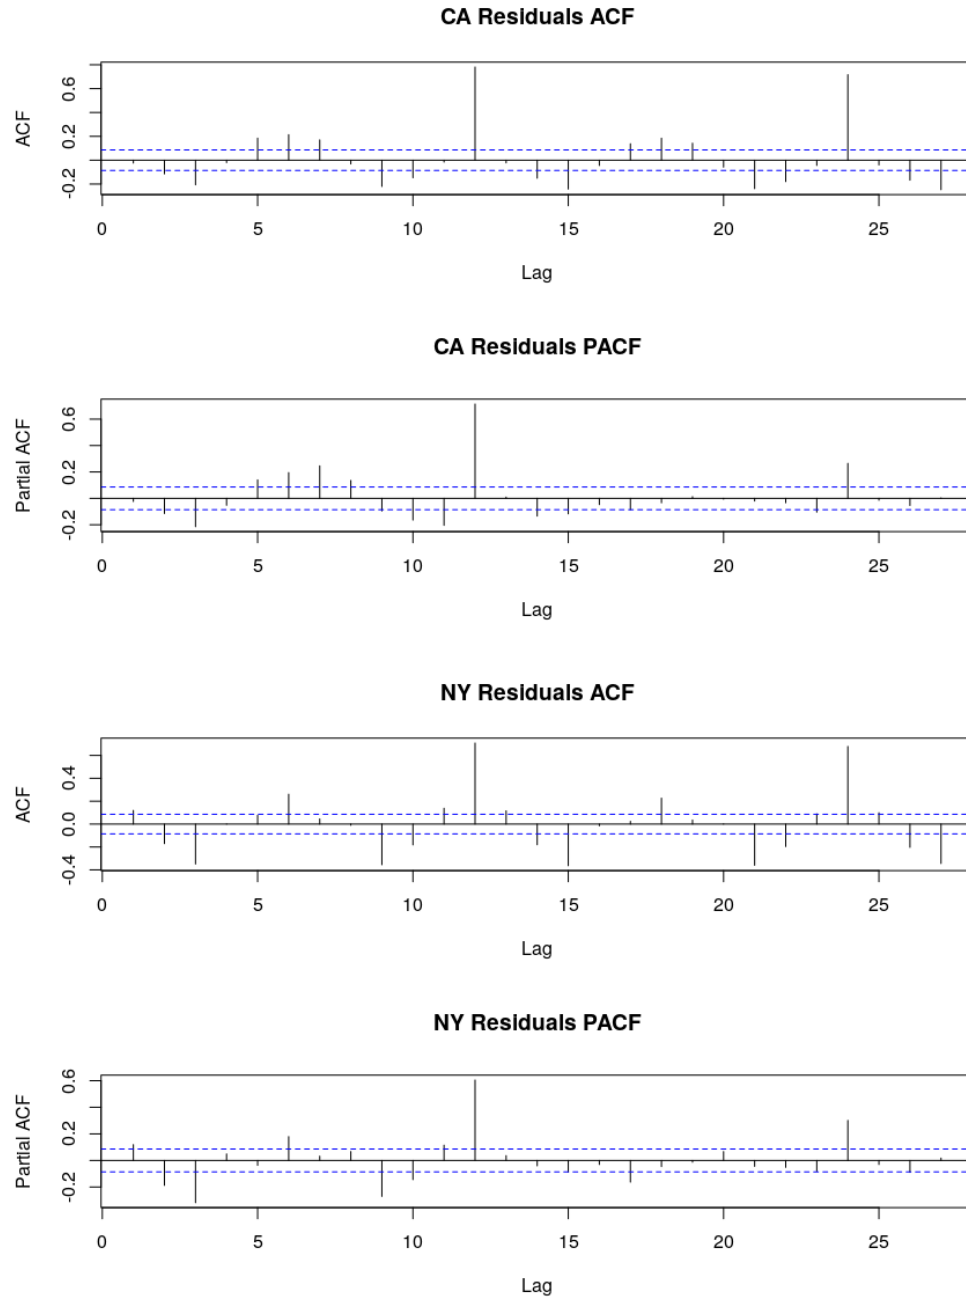 CA Residuals ACF
ACF
0.6
0.2
-0.2
0 5 10 15 20 25
Lag
CA Residuals PACF
Partial ACF
0.6
0.2
-0.2
0 5 10 15 20 25
Lag
NY Residuals ACF
ACF
0.4
0.0
-0.4
0 5 10 15 20 25
Lag
NY Residuals PACF
Partial ACF
0.6
0.2
-0.2
0 5 10 15 20 25
Lag